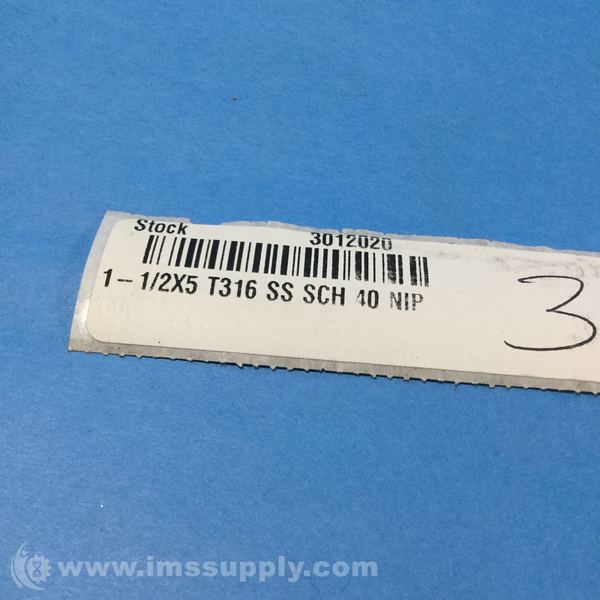 Stock 3012020
1-1/2X5 T316 SS SCH 40 NIP
3
© www.imssupply.com